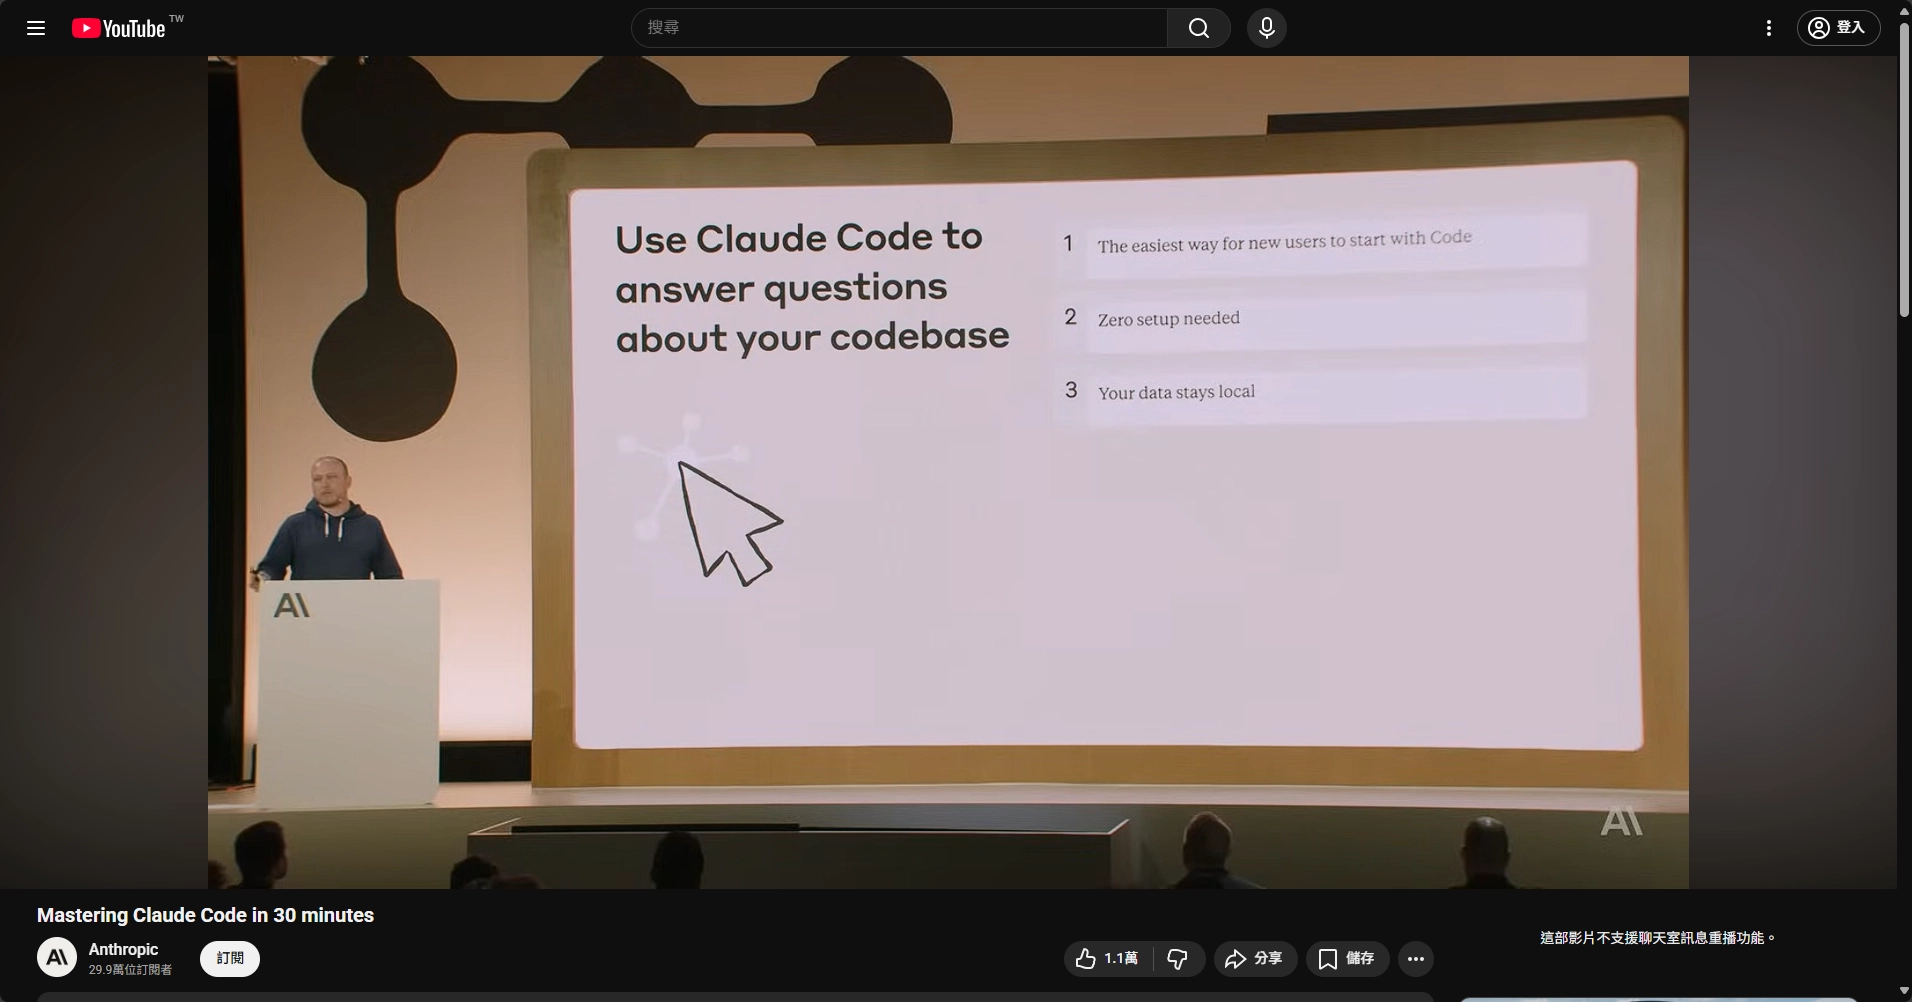 YouTube TW
搜尋
登入
Use Claude Code to
answer questions
about your codebase
1 The easiest way for new users to start with Code
2 Zero setup needed
3 Your data stays local
A\
A\
Mastering Claude Code in 30 minutes
A\
Anthropic
29.9萬位訂閱者
訂閱
1.1萬
分享
儲存
這部影片不支援聊天室訊息重播功能。